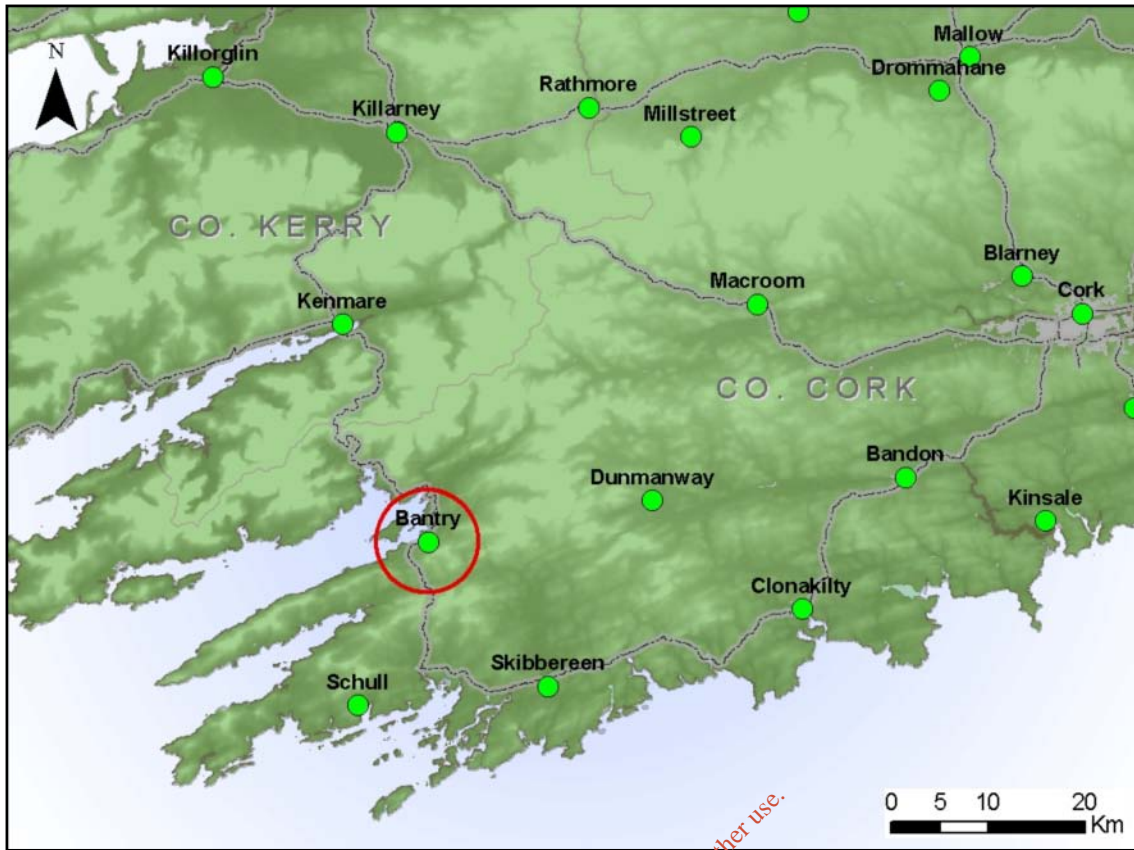 N
Killorglin
Mallow
Drommahane
Rathmore
Killarney
Millstreet
CO. KERRY
Blarney
Macroom
Cork
Kenmare
CO. CORK
Bandon
Dunmanway
Kinsale
Bantry
Clonakilty
Skibbereen
Schull
use.
0 5 10 20
Km